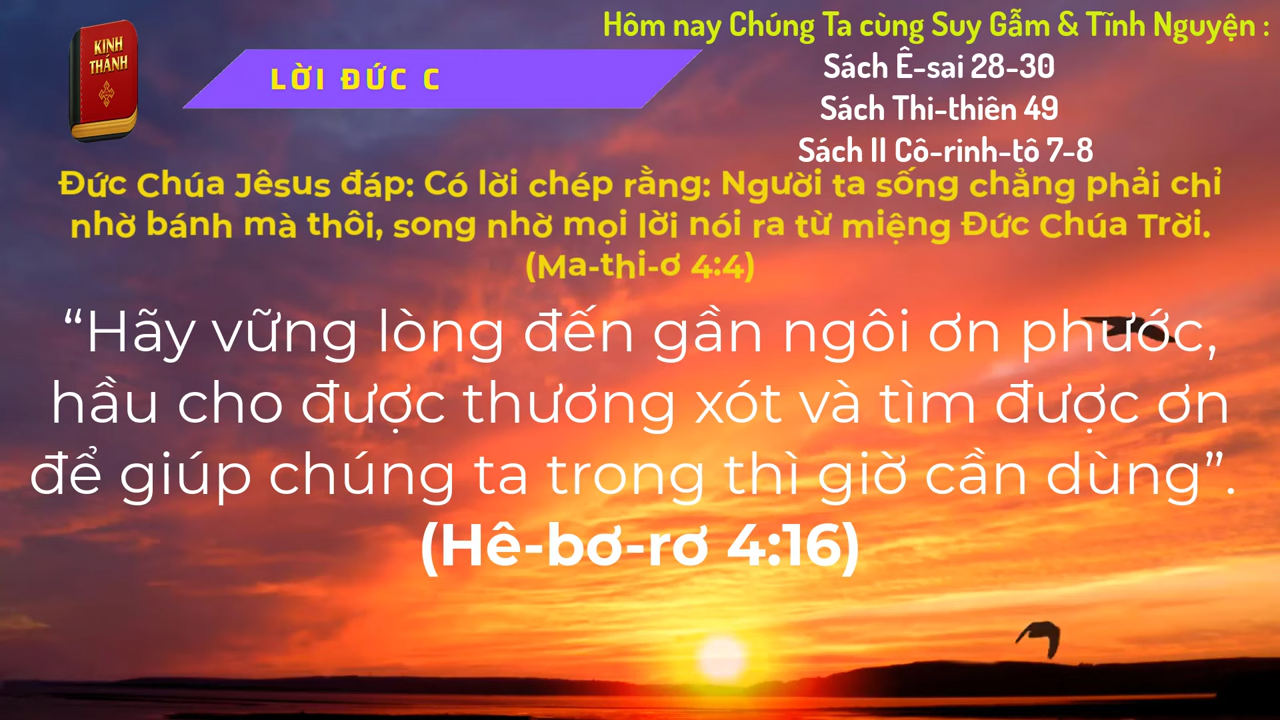 KINH
THÁNH
LỜI ĐỨC C
Hôm nay Chúng Ta cùng Suy Gẫm & Tĩnh Nguyện :
Sách Ê-sai 28-30
Sách Thi-thiên 49
Sách II Cô-rinh-tô 7-8
Đức Chúa Jêsus đáp: Có lời chép rằng: Người ta sống chẳng phải chỉ
nhờ bánh mà thôi, song nhờ mọi lời nói ra từ miệng Đức Chúa Trời.
(Ma-thi-ơ 4:4)
“Hãy vững lòng đến gần ngôi ơn phước,
hầu cho được thương xót và tìm được ơn
để giúp chúng ta trong thì giờ cần dùng”.
(Hê-bơ-rơ 4:16)